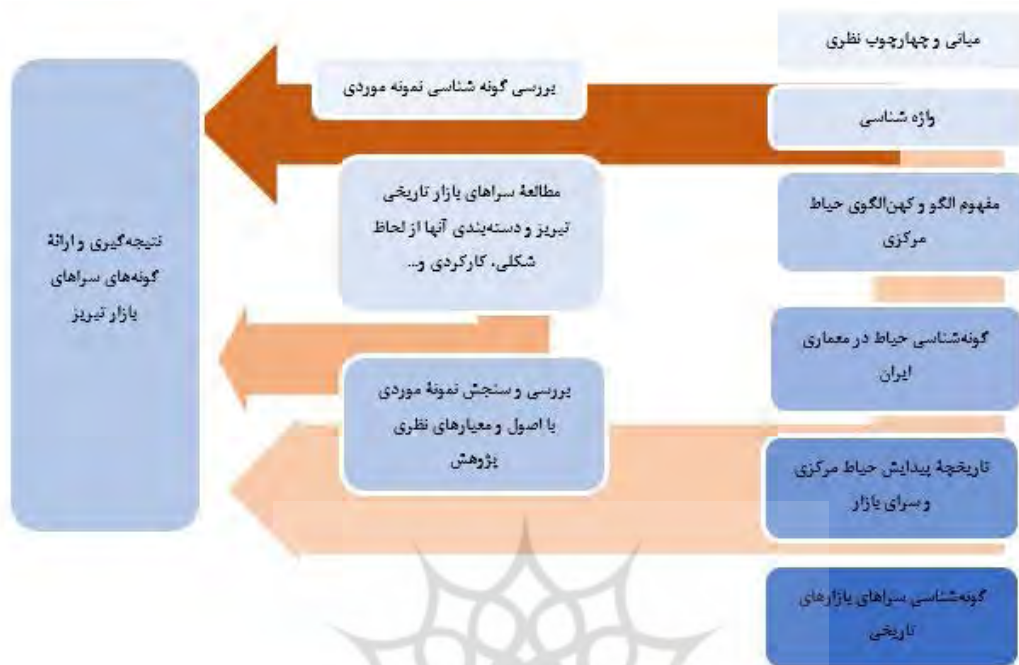 میانی و چهارچوب نظری
واژه شناسی
مفهوم الگو و کهن‌الگوی حیاط
مرکزی
گونه‌شناسی حیاط در معماری
ایران
تاریخچهٔ پیدایش حیاط مرکزی
و سرای بازار
گونه‌شناسی سراهای بازارهای
تاریخی
بررسی گونه شناسی نمونه موردی
مطالعهٔ سراهای بازار تاریخی
تبریز و دسته‌بندی آنها از لحاظ
شکلی، کارکردی و...
بررسی و سنجش نمونهٔ موردی
با اصول و معیارهای نظری
پژوهش
نتیجه‌گیری و ارائهٔ
گونه‌های سراهای
بازار تبریز